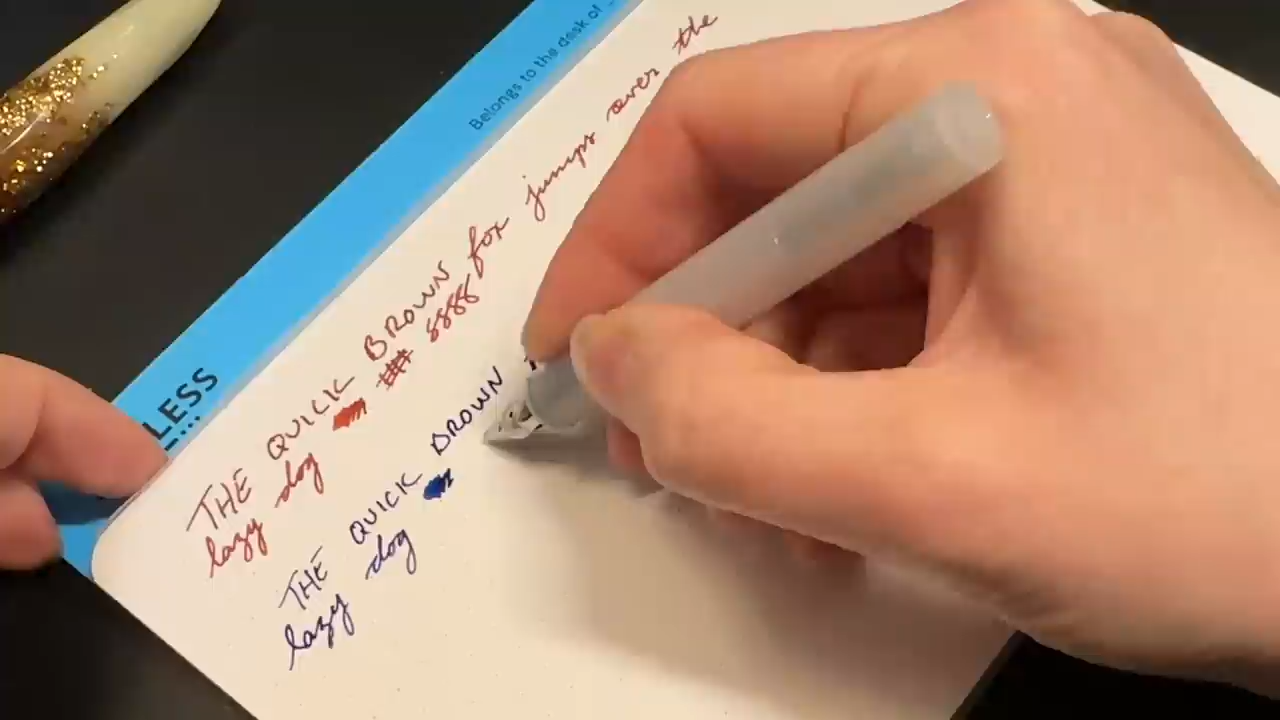 Belongs to the desk of
LESS
THE QUICK BROWN fox jumps over the
lazy dog ### 8888
THE QUICK BROWN
lazy dog